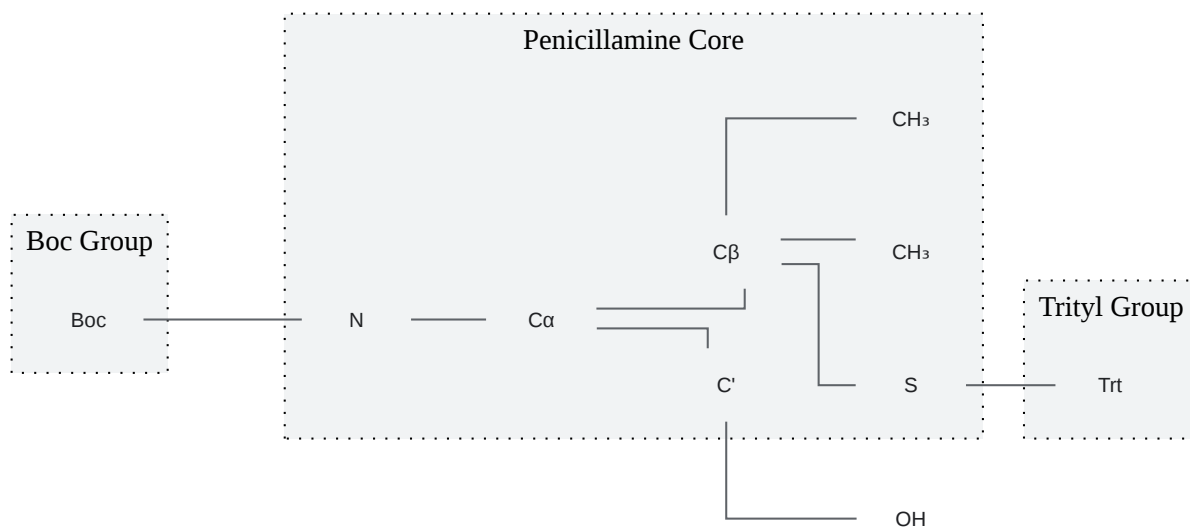 Penicillamine Core
CH₃
Boc Group
Cβ
CH₃
Trityl Group
Boc
N
Cα
C'
S
Trt
OH